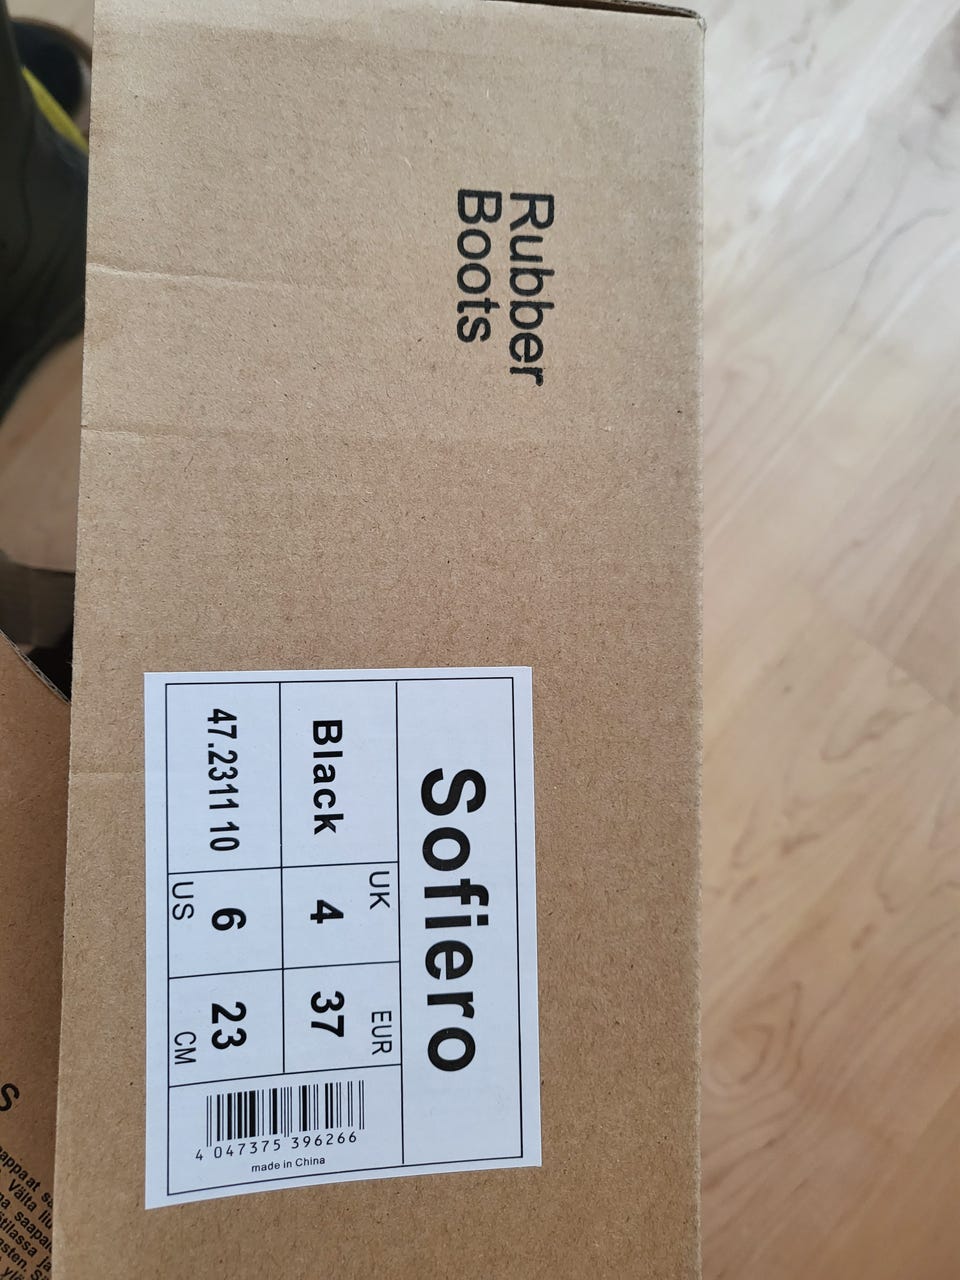 Rubber
Boots
Sofiero
Black
UK
4
EUR
37
47.2311 10
6
US
23
CM
4 047375 396266
made in China